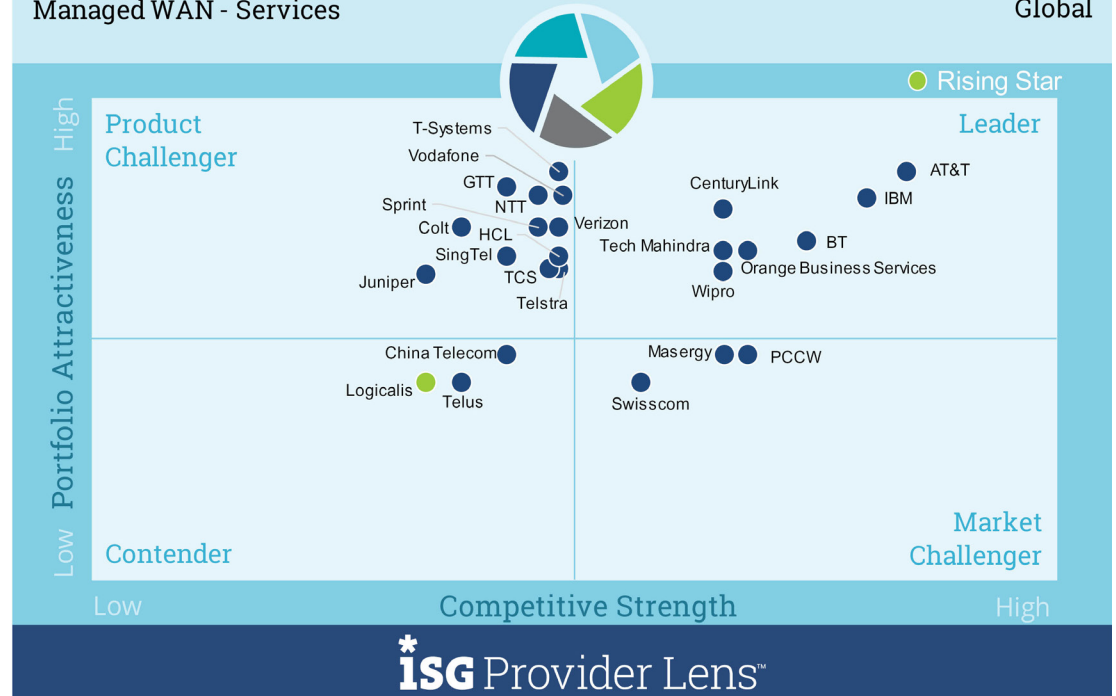 Managed WAN - Services
Global
Rising Star
High
Product
Challenger
Leader
T-Systems
Vodafone
GTT
NTT
Sprint
Colt
HCL
Verizon
SingTel
Juniper
TCS
Telstra
CenturyLink
AT&T
IBM
BT
Tech Mahindra
Orange Business Services
Wipro
Portfolio Attractiveness
China Telecom
Logicalis
Telus
Masergy
PCCW
Swisscom
Low
Contender
Market
Challenger
Low
Competitive Strength
High
iSG Provider Lens™